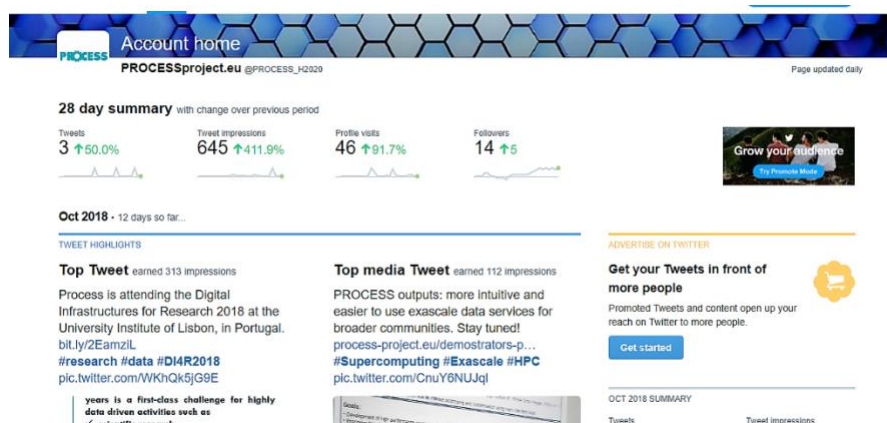 PROCESS
Account home
PROCESSproject.eu @PROCESS_H2020
Page updated daily
28 day summary with change over previous period
Tweets
3 ↑50.0%
Tweet impressions
645 ↑411.9%
Profile visits
46 ↑91.7%
Followers
14 ↑5
Grow your audience
Try Promote Mode
Oct 2018 • 12 days so far...
TWEET HIGHLIGHTS
Top Tweet earned 313 impressions
Process is attending the Digital
Infrastructures for Research 2018 at the
University Institute of Lisbon, in Portugal.
bit.ly/2EamziL
#research #data #DI4R2018
pic.twitter.com/WKhQk5jG9E
years is a first-class challenge for highly
data driven activities such as
Top media Tweet earned 112 impressions
PROCESS outputs: more intuitive and
easier to use exascale data services for
broader communities. Stay tuned!
process-project.eu/demostrators-p...
#Supercomputing #Exascale #HPC
pic.twitter.com/CnuY6NUJqI
Goals:
ADVERTISE ON TWITTER
Get your Tweets in front of
more people
Promoted Tweets and content open up your
reach on Twitter to more people.
Get started
OCT 2018 SUMMARY
Tweets
Tweet impressions